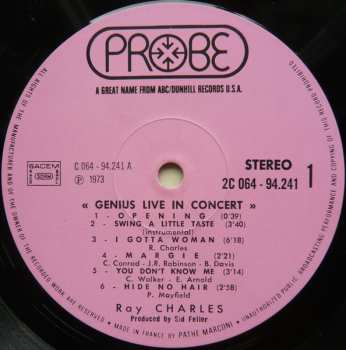 PROBE
A GREAT NAME FROM ABC/DUNHILL RECORDS U.S.A.
C 064 - 94.241 A
℗ 1973
SACEM
STEREO 1
2C 064 - 94.241
« GENIUS LIVE IN CONCERT »
1 - OPENING (0'39)
2 - SWING A LITTLE TASTE (3'40)
(Instrumental)
3 - I GOTTA WOMAN (6'18)
R. Charles
4 - MARGIE (2'31)
C. Conrad - J.R. Robinson - B. Davis
5 - YOU DON'T KNOW ME (3'14)
C. Walker - E. Arnold
6 - HIDE NO HAIR (2'58)
P. Mayfield
Ray CHARLES
Produced by Sid Feller
MADE IN FRANCE BY PATHE MARCONI
ALL RIGHTS OF THE MANUFACTURER AND OF THE OWNER OF THE RECORDED WORK RESERVED. UNAUTHORIZED COPYING PUBLIC PERFORMANCE AND BROADCASTING OF THIS RECORD PROHIBITED